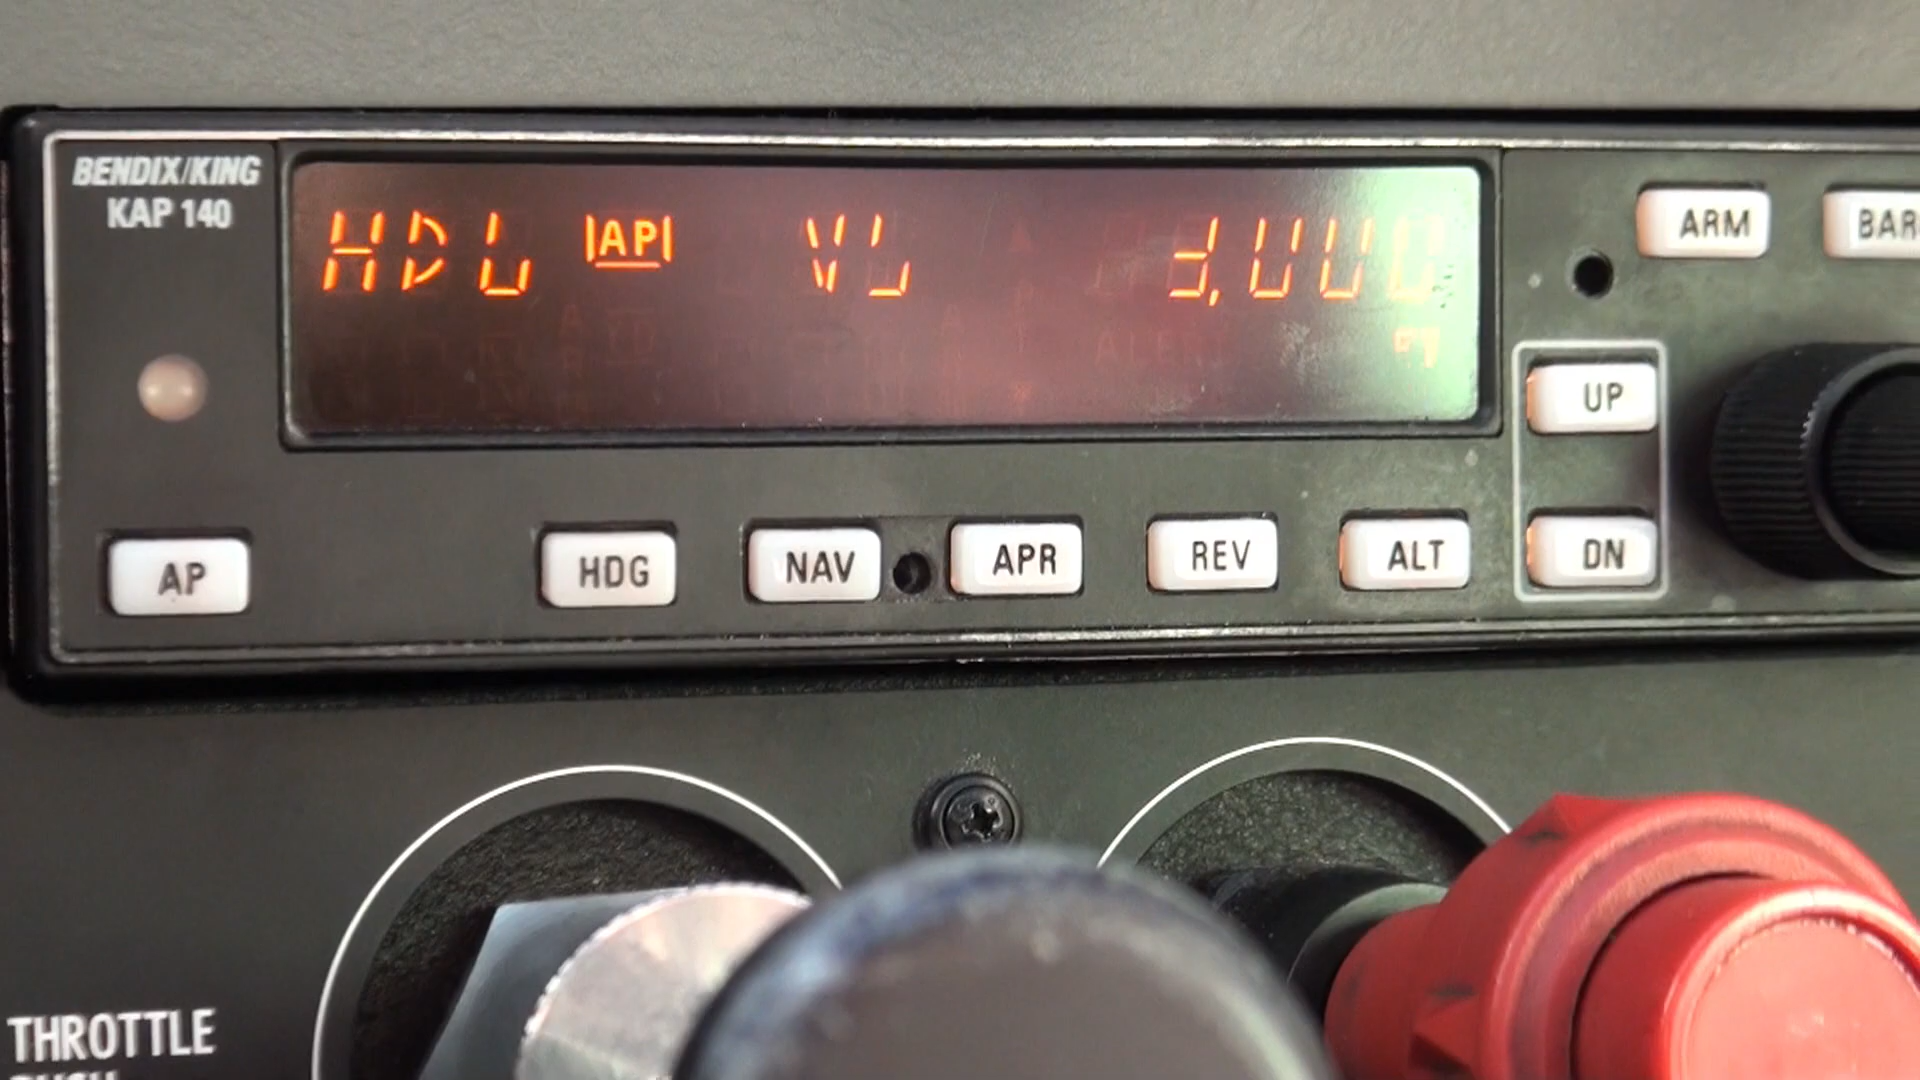 BENDIX/KING
KAP 140
HDG AP VS 3,000
ARM
UP
AP HDG NAV APR REV ALT DN
THROTTLE